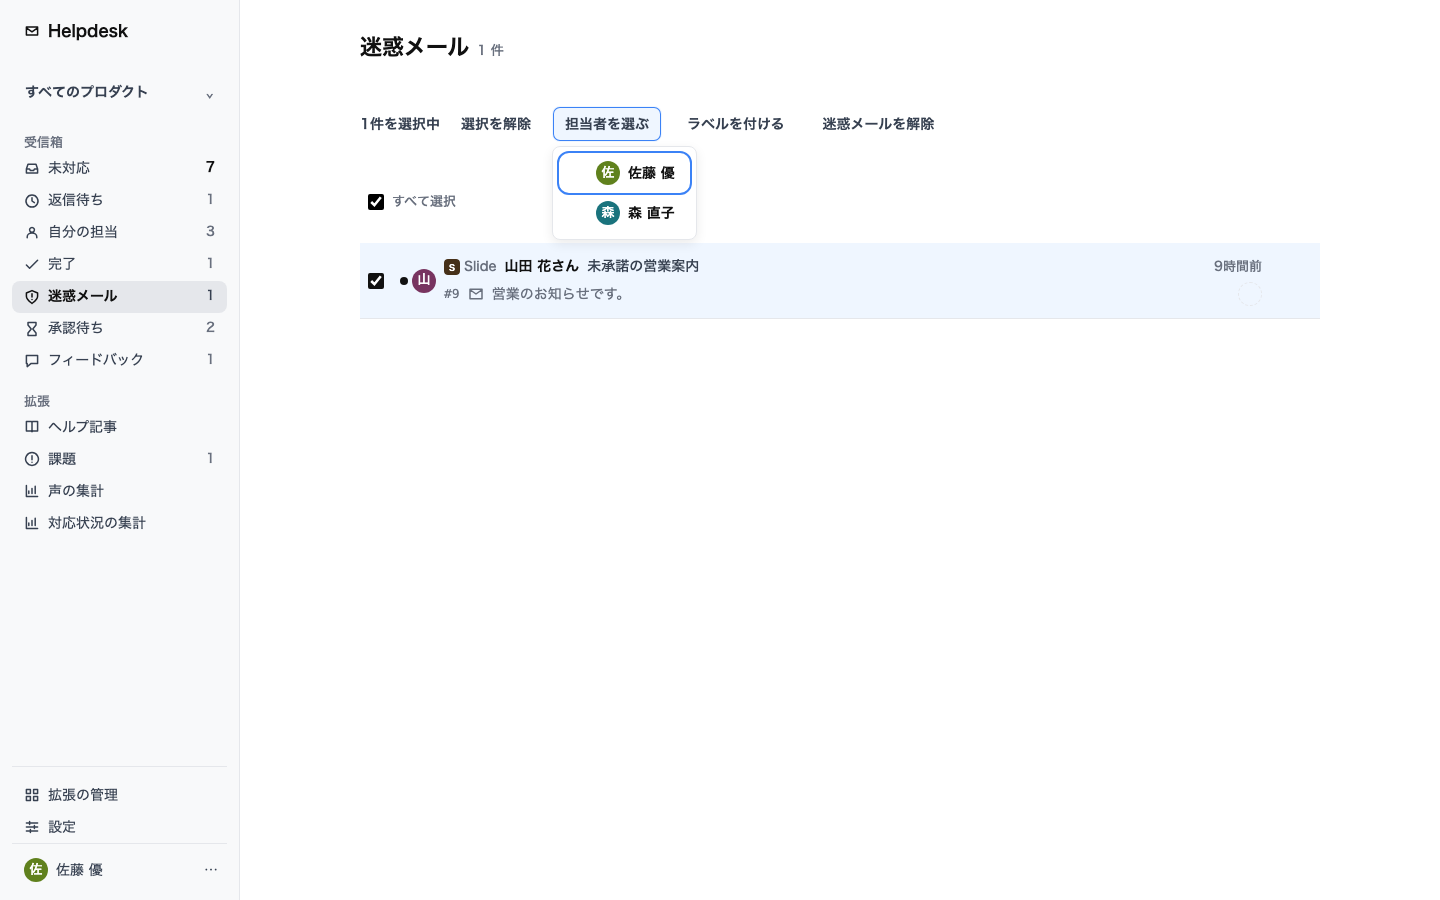 Helpdesk
すべてのプロダクト
受信箱
未対応 7
返信待ち 1
自分の担当 3
完了 1
迷惑メール 1
承認待ち 2
フィードバック 1
拡張
ヘルプ記事
課題 1
声の集計
対応状況の集計
拡張の管理
設定
佐 佐藤 優 …
迷惑メール 1 件
1件を選択中 選択を解除 担当者を選ぶ ラベルを付ける 迷惑メールを解除
佐 佐藤 優
森 森 直子
すべて選択
山 S Slide 山田 花さん 未承諾の営業案内 9時間前
#9 営業のお知らせです。